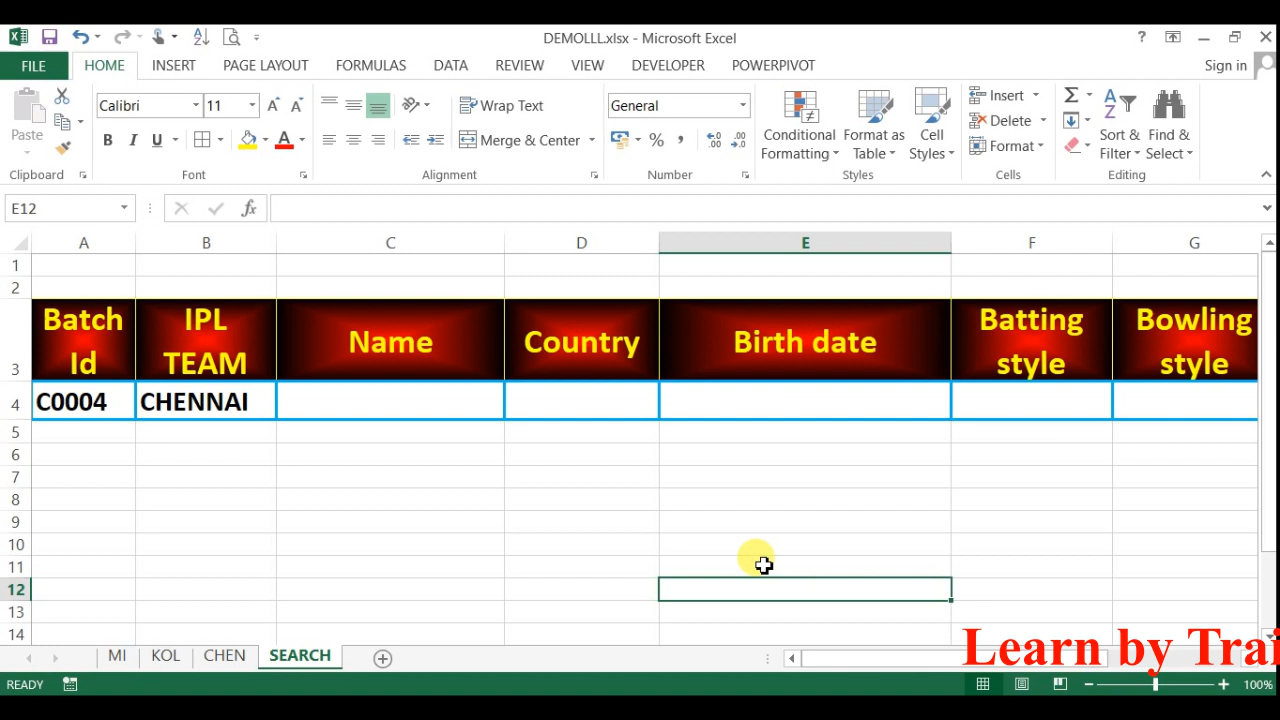 DEMOLLL.xlsx - Microsoft Excel
?
FILE HOME INSERT PAGE LAYOUT FORMULAS DATA REVIEW VIEW DEVELOPER POWERPIVOT Sign in
Paste
Calibri 11
B I U A
Wrap Text
Merge & Center
General
% ,
Conditional Formatting
Format as Table
Cell Styles
Insert
Delete
Format
Sort & Filter
Find & Select
Clipboard Font Alignment Number Styles Cells Editing
E12 fx
A B C D E F G
1
2
3 Batch Id IPL TEAM Name Country Birth date Batting style Bowling style
4 C0004 CHENNAI
5
6
7
8
9
10
11
12
13
14
MI KOL CHEN SEARCH
Learn by Trai
READY 100%